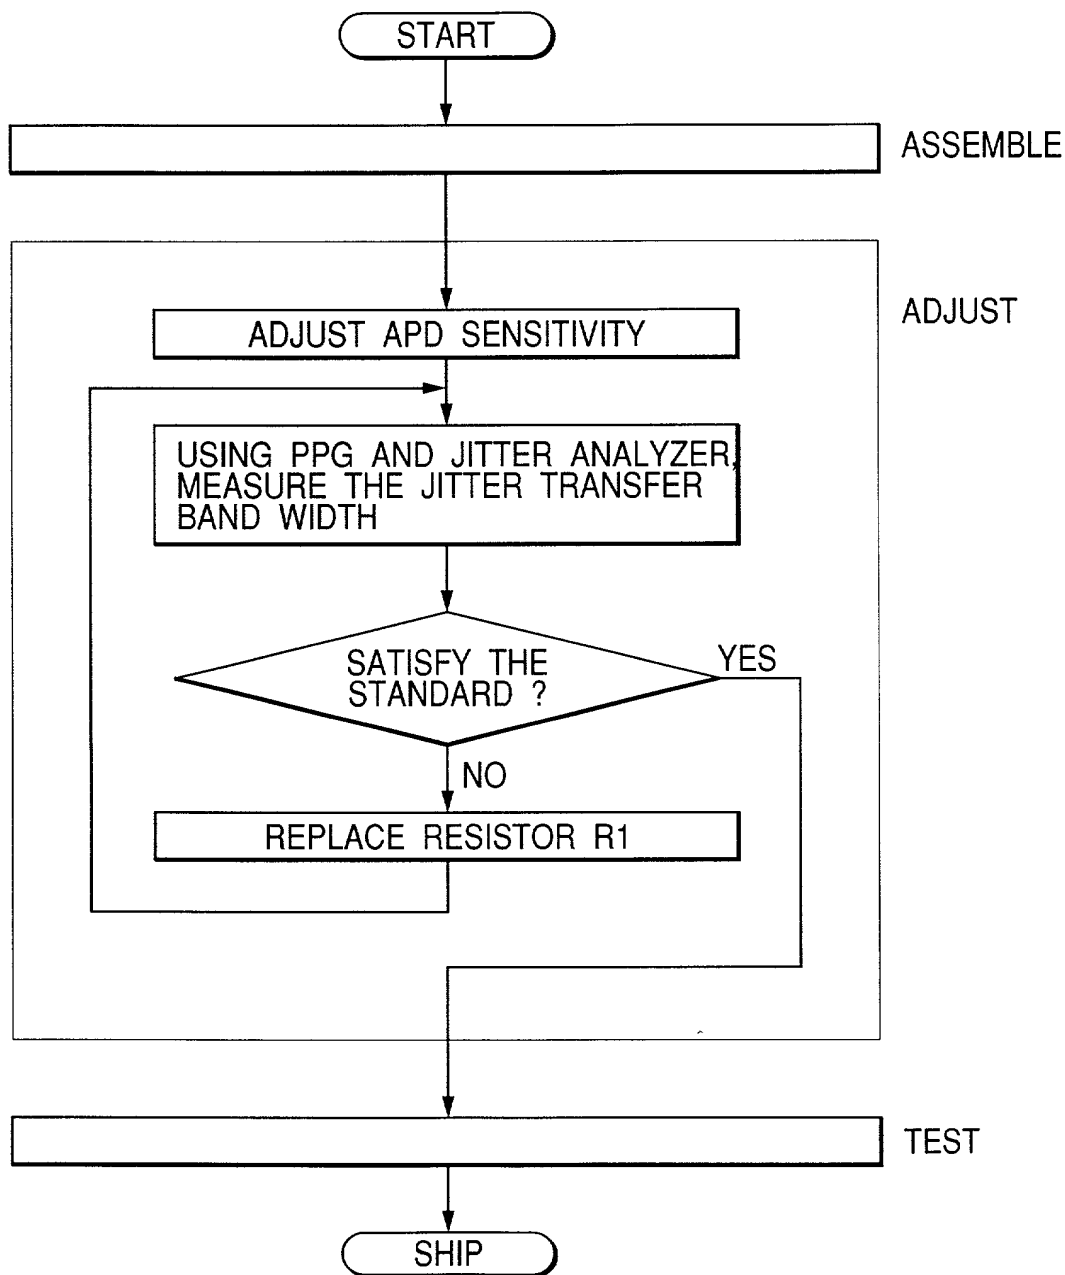 START
ASSEMBLE
ADJUST
ADJUST APD SENSITIVITY
USING PPG AND JITTER ANALYZER,
MEASURE THE JITTER TRANSFER
BAND WIDTH
SATISFY THE
STANDARD ?
YES
NO
REPLACE RESISTOR R1
TEST
SHIP